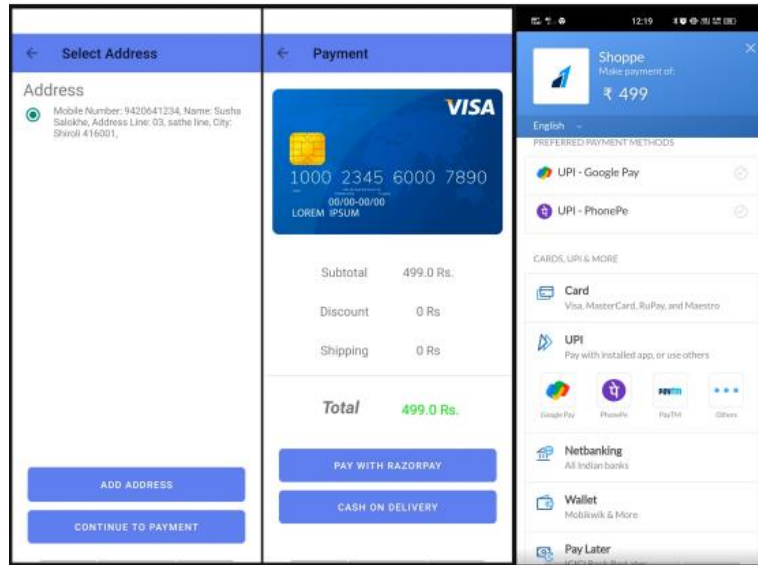 Select Address
Address
Mobile Number: 9420641234, Name: Susha
Salokhe, Address Line: 03, sathe line, City:
Shiroli 416001,
ADD ADDRESS
CONTINUE TO PAYMENT
Payment
VISA
1000 2345 6000 7890
00/00-00/00
LOREM IPSUM
Subtotal 499.0 Rs.
Discount 0 Rs
Shipping 0 Rs
Total 499.0 Rs.
PAY WITH RAZORPAY
CASH ON DELIVERY
12:19
Shoppe
Make payment of:
₹ 499
English
PREFERRED PAYMENT METHODS
UPI - Google Pay
UPI - PhonePe
CARDS, UPI & MORE
Card
Visa, MasterCard, RuPay, and Maestro
UPI
Pay with installed app, or use others
Google Pay PhonePe PayTM Others
Netbanking
All Indian banks
Wallet
Mobikwik & More
Pay Later